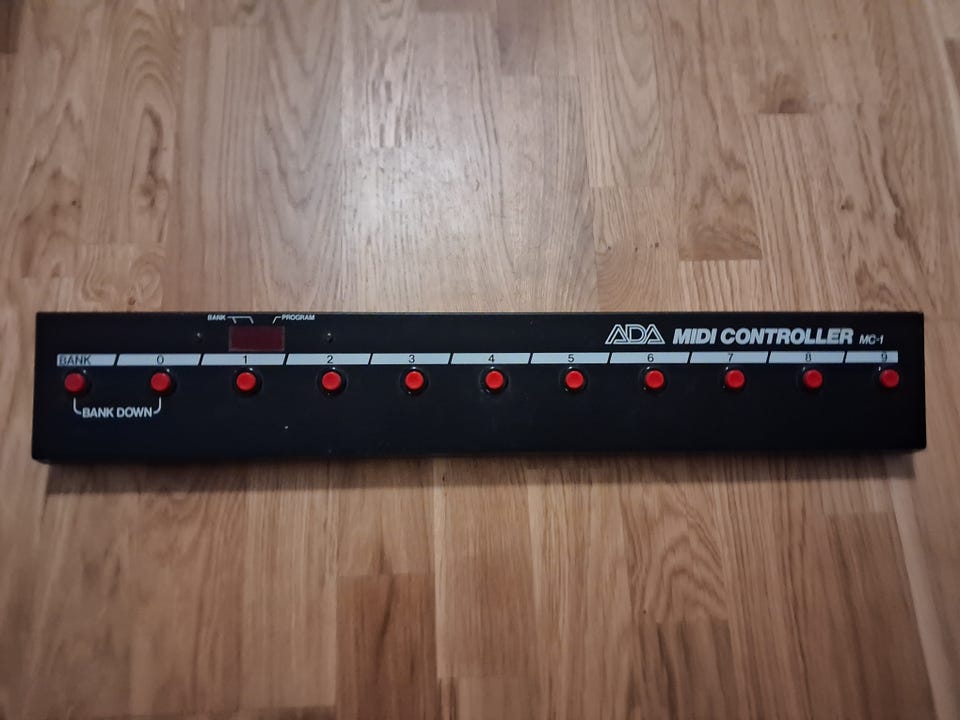 BANK PROGRAM
ADA MIDI CONTROLLER MC-1
BANK 0 1 2 3 4 5 6 7 8 9
BANK DOWN